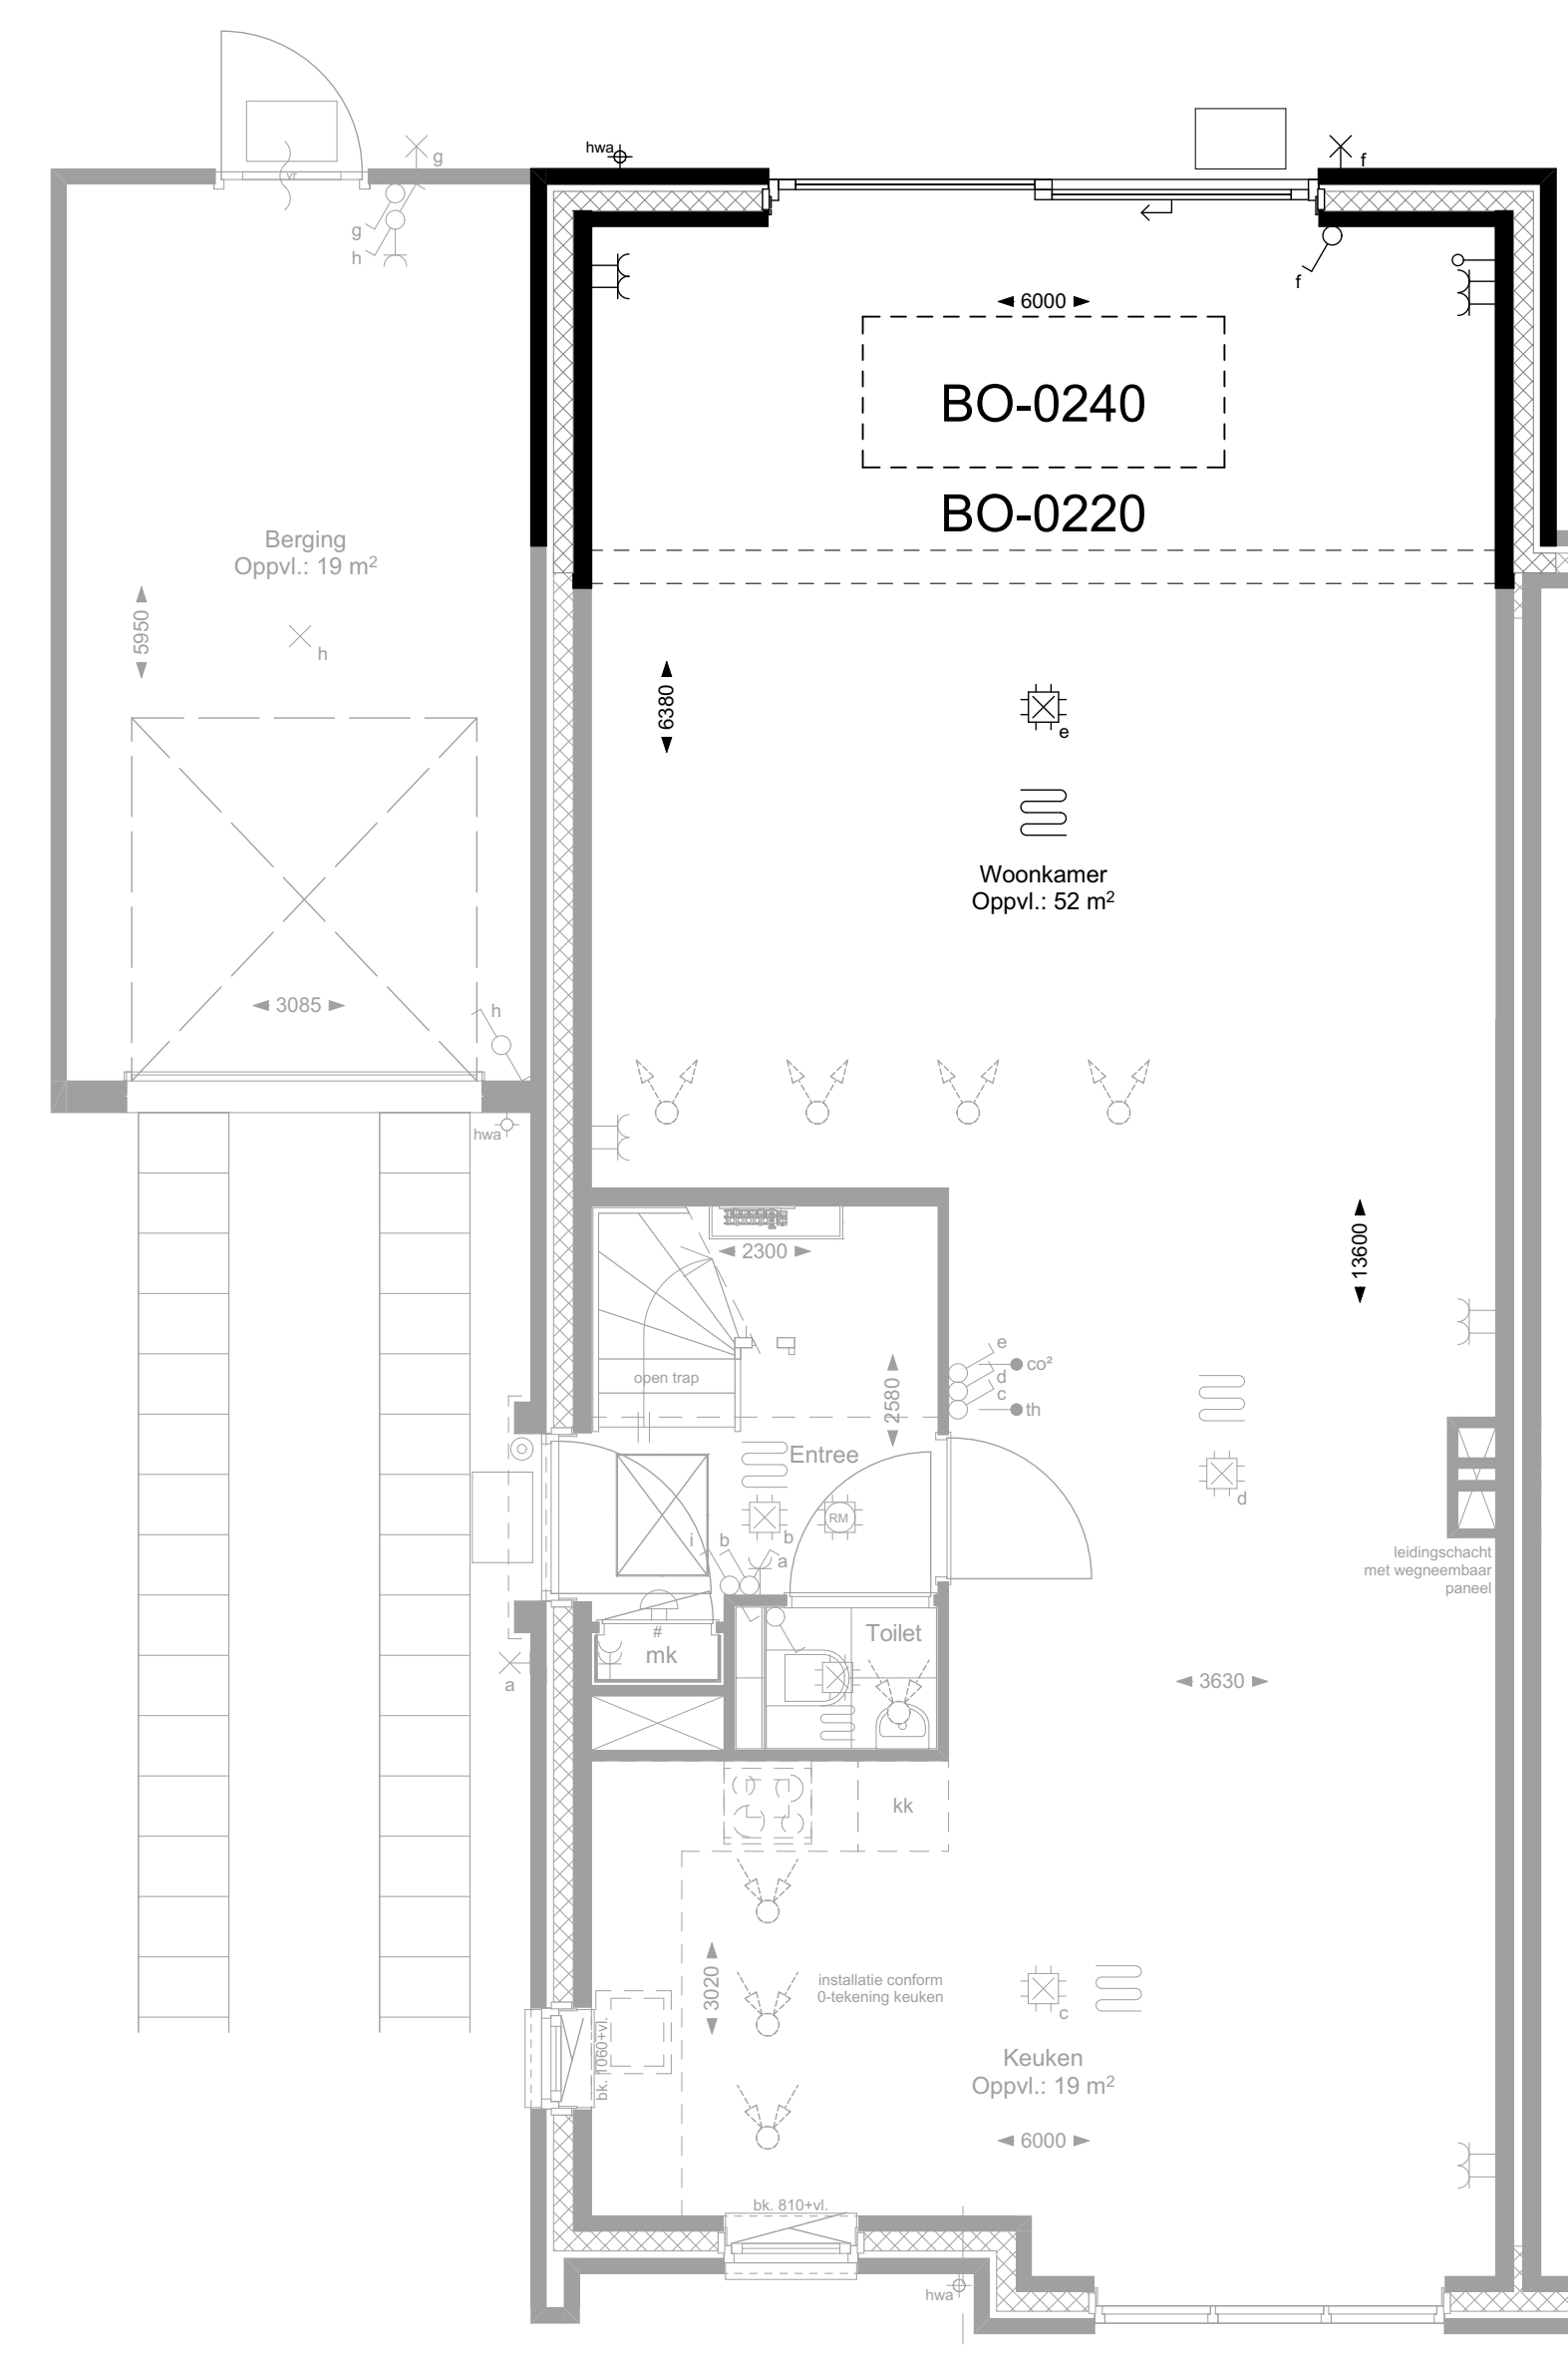 hwa
f
g
vr
g
h
f
6000
BO-0240
BO-0220
Berging
Oppvl.: 19 m²
5950
h
6380
e
Woonkamer
Oppvl.: 52 m²
3085
h
hwa
13600
2300
open trap
2580
e
co²
d
c
th
Entree
RM
d
i
b
b
a
leidingschacht
met wegneembaar
paneel
Toilet
#
mk
a
3630
kk
3020
installatie conform
0-tekening keuken
c
bk. 1060+vl.
Keuken
Oppvl.: 19 m²
6000
bk. 810+vl.
hwa